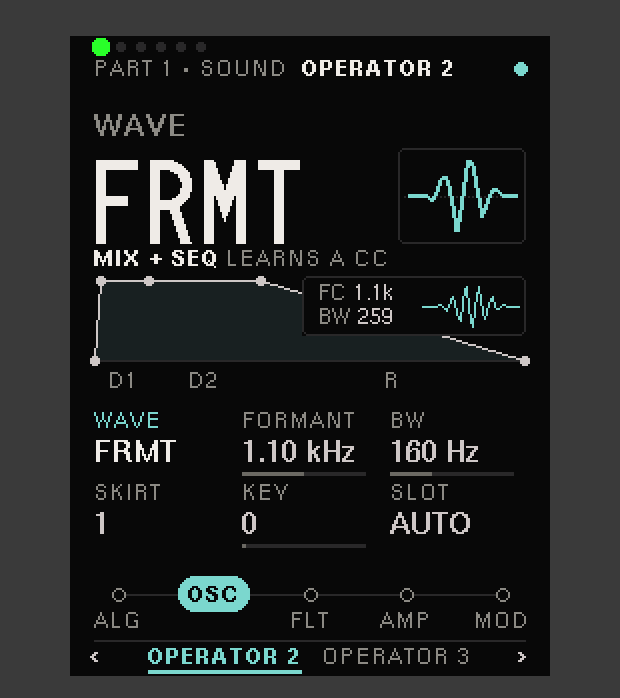 PART 1 · SOUND OPERATOR 2
WAVE
FRMT
MIX + SEQ LEARNS A CC
FC 1.1k
BW 259
D1 D2 R
WAVE FORMANT BW
FRMT 1.10 kHz 160 Hz
SKIRT KEY SLOT
1 0 AUTO
OSC
ALG FLT AMP MOD
‹ OPERATOR 2 OPERATOR 3 ›